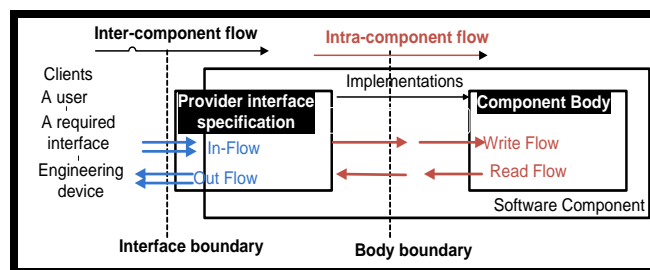 Inter-component flow
Intra-component flow
Clients
A user
A required
interface
Engineering
device
Provider interface
specification
In-Flow
Out Flow
Implementations
Component Body
Write Flow
Read Flow
Software Component
Interface boundary
Body boundary